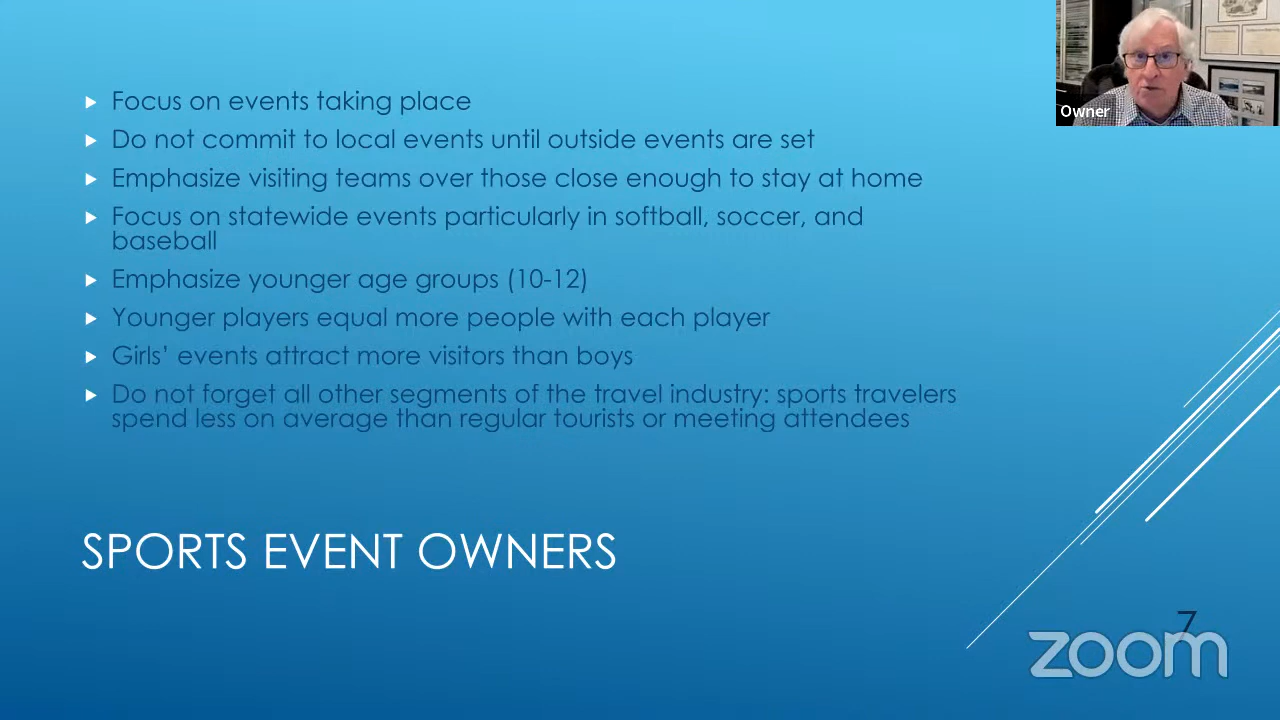 Focus on events taking place
Do not commit to local events until outside events are set
Emphasize visiting teams over those close enough to stay at home
Focus on statewide events particularly in softball, soccer, and
baseball
Emphasize younger age groups (10-12)
Younger players equal more people with each player
Girls’ events attract more visitors than boys
Do not forget all other segments of the travel industry: sports travelers
spend less on average than regular tourists or meeting attendees
SPORTS EVENT OWNERS
Owner
7
zoom